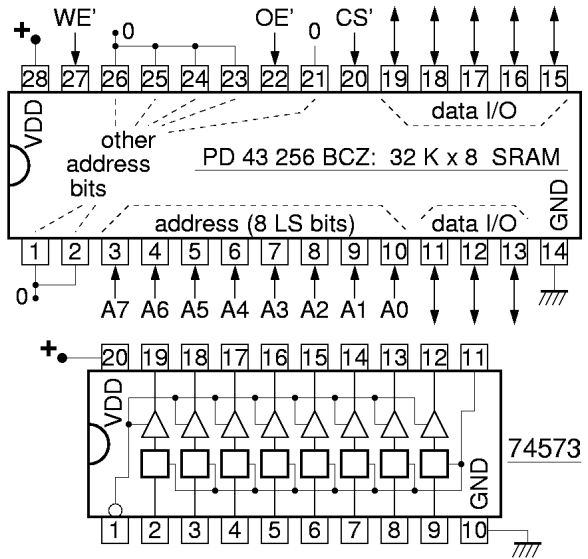 + WE' 0 OE' 0 CS'
28 27 26 25 24 23 22 21 20 19 18 17 16 15
VDD other data I/O
address
bits
PD 43 256 BCZ: 32 K x 8 SRAM
address (8 LS bits) data I/O GND
1 2 3 4 5 6 7 8 9 10 11 12 13 14
0 A7 A6 A5 A4 A3 A2 A1 A0
+ 20 19 18 17 16 15 14 13 12 11
VDD
74573
GND
1 2 3 4 5 6 7 8 9 10